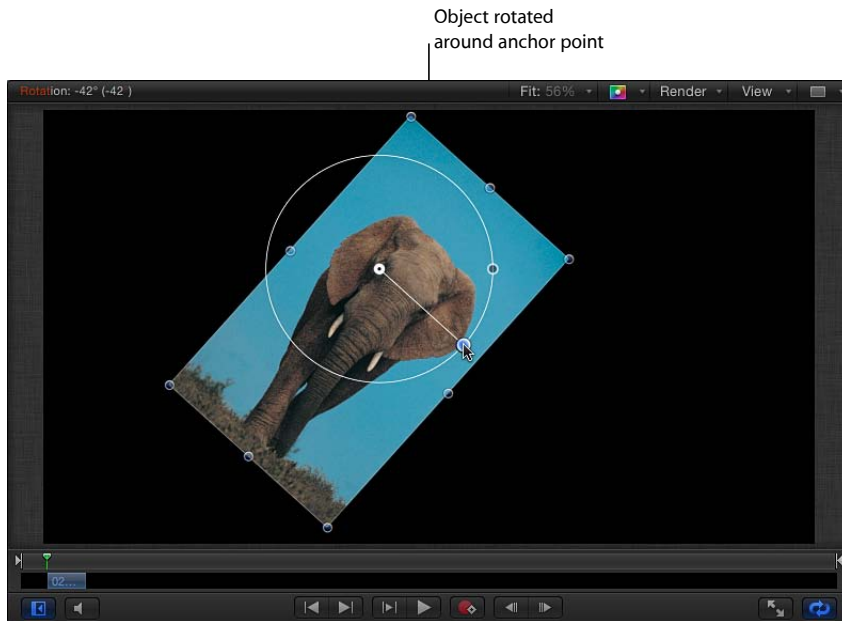 Object rotated
around anchor point
Rotation: -42° (-42°)
Fit: 56%
Render
View
02...